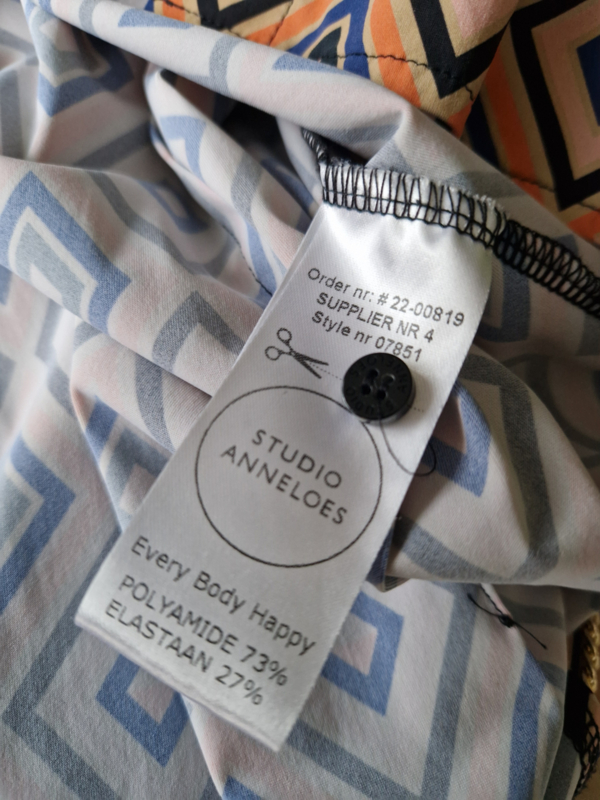 Order nr: # 22-00819
SUPPLIER NR 4
Style nr 07851
STUDIO
ANNELOES
Every Body Happy
POLYAMIDE 73%
ELASTAAN 27%